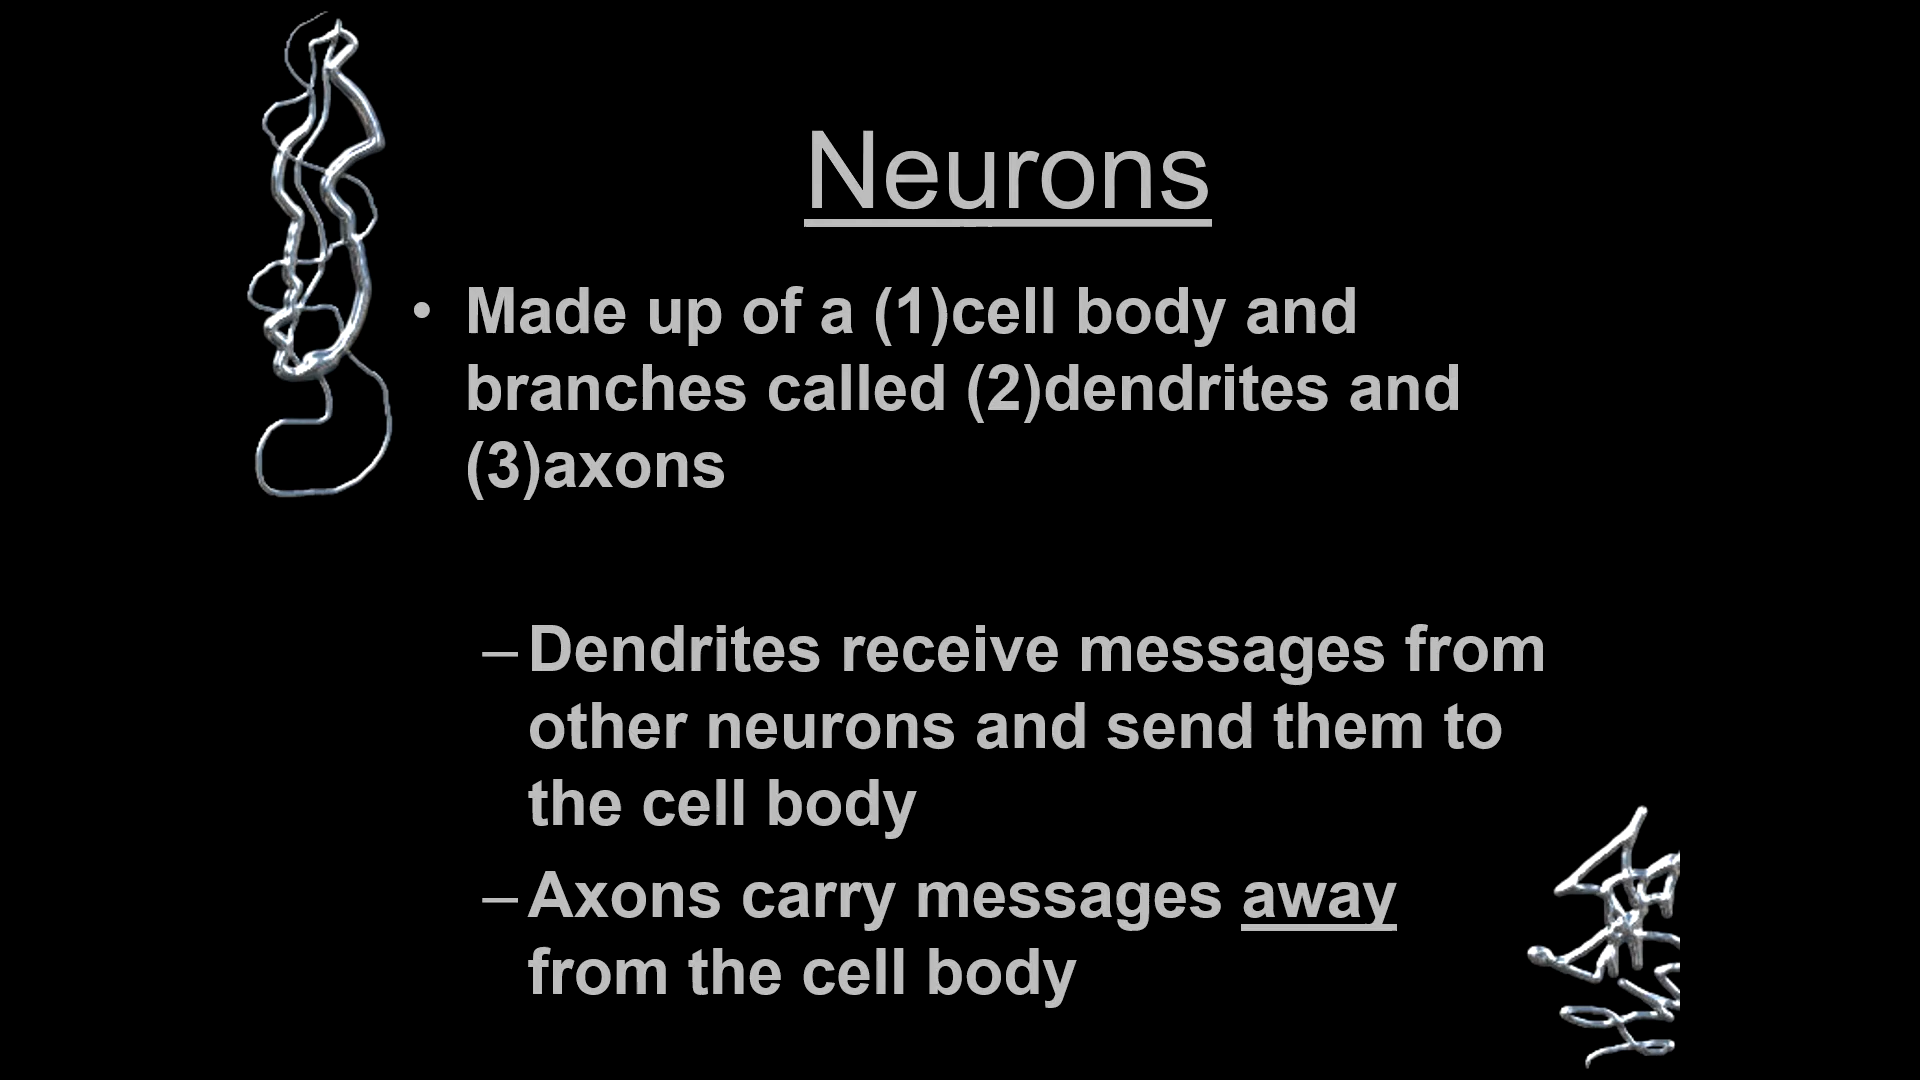 Neurons
• Made up of a (1)cell body and
branches called (2)dendrites and
(3)axons
–Dendrites receive messages from
other neurons and send them to
the cell body
–Axons carry messages away
from the cell body